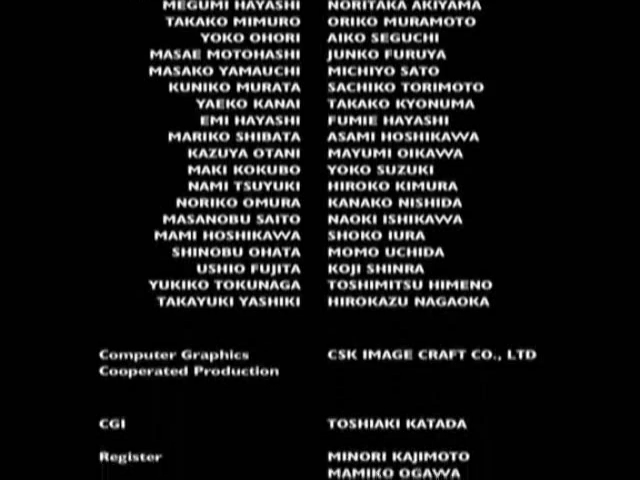 MEGUMI HAYASHI NORITAKA AKIYAMA
TAKAKO MIMURO ORIKO MURAMOTO
YOKO OHORI AIKO SEGUCHI
MASAE MOTOHASHI JUNKO FURUYA
MASAKO YAMAUCHI MICHIYO SATO
KUNIKO MURATA SACHIKO TORIMOTO
YAEKO KANAI TAKAKO KYONUMA
EMI HAYASHI FUMIE HAYASHI
MARIKO SHIBATA ASAMI HOSHIKAWA
KAZUYA OTANI MAYUMI OIKAWA
MAKI KOKUBO YOKO SUZUKI
NAMI TSUYUKI HIROKO KIMURA
NORIKO OMURA KANAKO NISHIDA
MASANOBU SAITO NAOKI ISHIKAWA
MAMI HOSHIKAWA SHOKO IURA
SHINOBU OHATA MOMO UCHIDA
USHIO FUJITA KOJI SHINRA
YUKIKO TOKUNAGA TOSHIMITSU HIMENO
TAKAYUKI YASHIKI HIROKAZU NAGAOKA
Computer Graphics CSK IMAGE CRAFT CO., LTD
Cooperated Production
CGI TOSHIAKI KATADA
Register MINORI KAJIMOTO
MAMIKO OGAWA